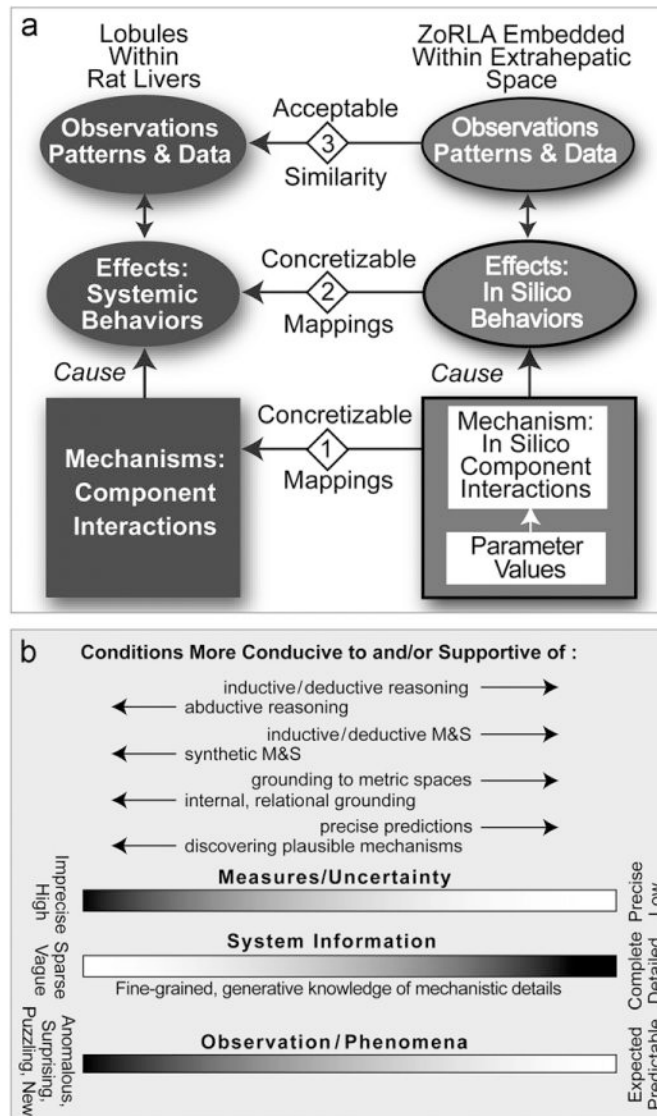 a
Lobules
Within
Rat Livers
ZoRLA Embedded
Within Extrahepatic
Space
Observations
Patterns & Data
Acceptable
3
Similarity
Observations
Patterns & Data
Effects:
Systemic
Behaviors
Concretizable
2
Mappings
Effects:
In Silico
Behaviors
Cause
Cause
Mechanisms:
Component
Interactions
Concretizable
1
Mappings
Mechanism:
In Silico
Component
Interactions
Parameter
Values
b
Conditions More Conducive to and/or Supportive of :
inductive/deductive reasoning
abductive reasoning
inductive/deductive M&S
synthetic M&S
grounding to metric spaces
internal, relational grounding
precise predictions
discovering plausible mechanisms
Imprecise
High
Measures/Uncertainty
Precise
Low
Sparse
Vague
System Information
Complete
Detailed
Fine-grained, generative knowledge of mechanistic details
Anomalous,
Surprising,
Puzzling, New
Observation/Phenomena
Expected
Predictable